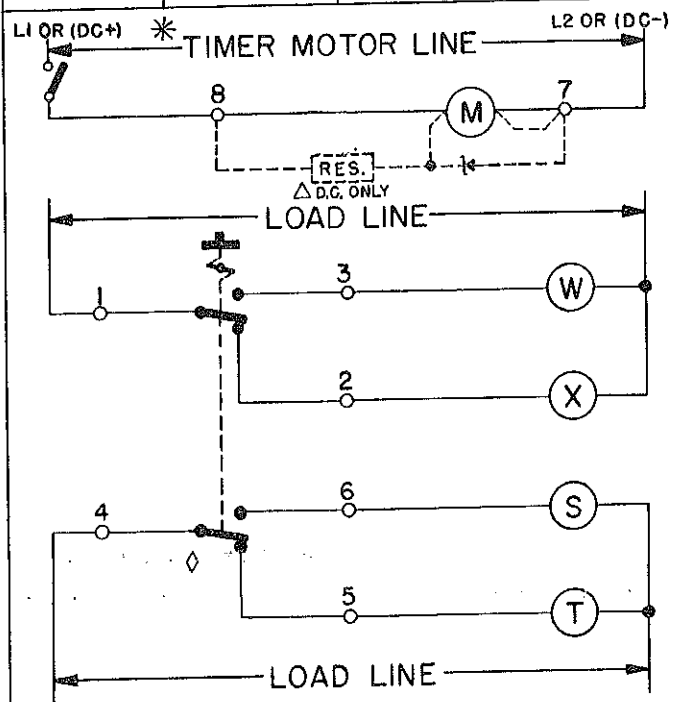 L1 OR (DC+) * L2 OR (DC-)
TIMER MOTOR LINE
8 M 7
RES.
△ D.C. ONLY
LOAD LINE
1 3 W
2 X
4 6 S
◇
5 T
LOAD LINE